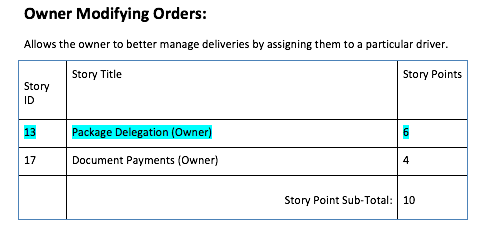 Owner Modifying Orders:
Allows the owner to better manage deliveries by assigning them to a particular driver.
Story ID Story Title Story Points
13 Package Delegation (Owner) 6
17 Document Payments (Owner) 4
Story Point Sub-Total: 10